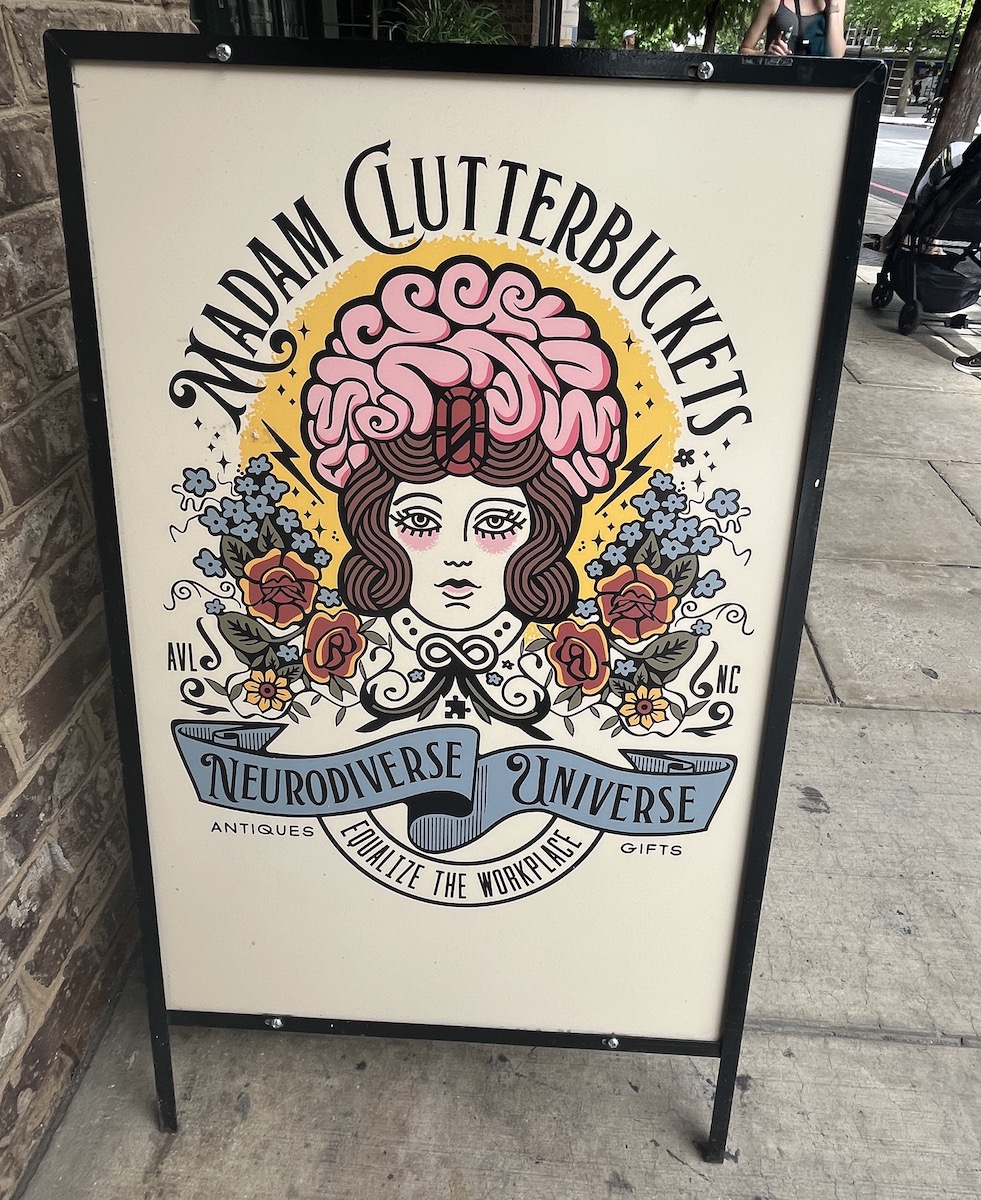 MADAM CLUTTERBUCKETS
AVL
NC
NEURODIVERSE UNIVERSE
ANTIQUES
GIFTS
EQUALIZE THE WORKPLACE